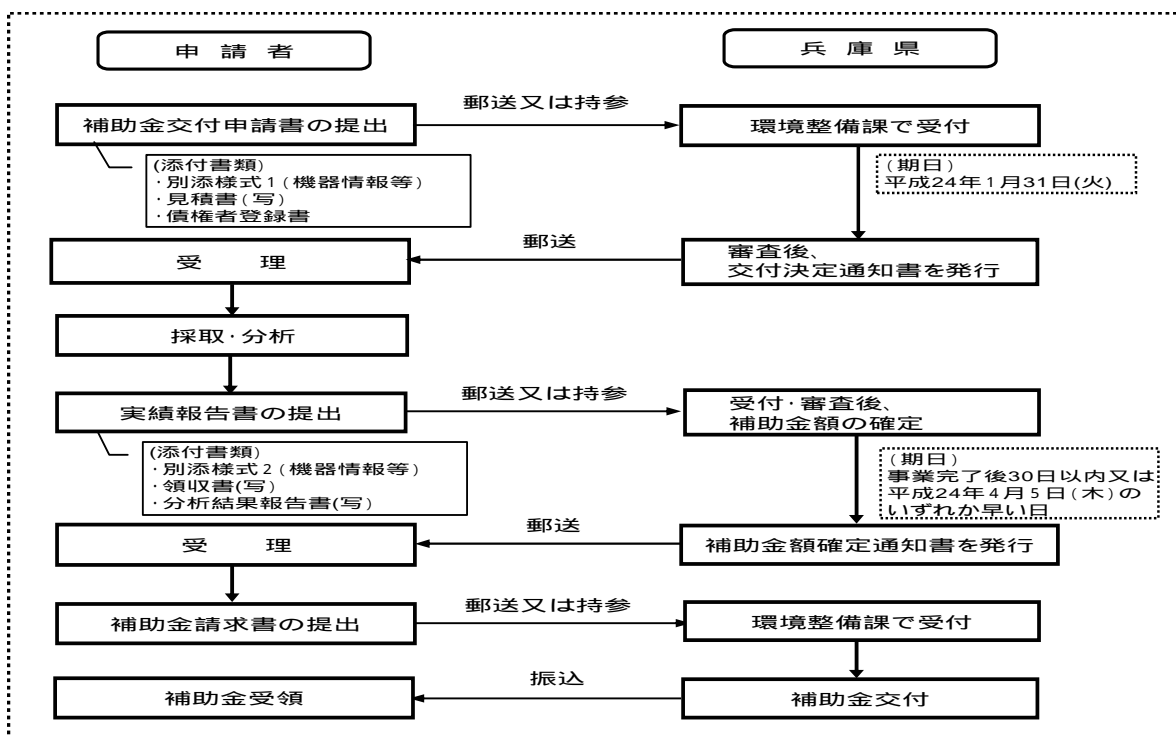 申 請 者
兵 庫 県
補助金交付申請書の提出
郵送又は持参
環境整備課で受付
(添付書類)
・別添様式1(機器情報等)
・見積書(写)
・債権者登録書
(期日)
平成24年1月31日(火)
受　　理
郵送
審査後、
交付決定通知書を発行
採取・分析
実績報告書の提出
郵送又は持参
受付・審査後、
補助金額の確定
(添付書類)
・別添様式2(機器情報等)
・領収書(写)
・分析結果報告書(写)
(期日)
事業完了後30日以内又は
平成24年4月5日(木)の
いずれか早い日
受　　理
郵送
補助金額確定通知書を発行
補助金請求書の提出
郵送又は持参
環境整備課で受付
補助金受領
振込
補助金交付